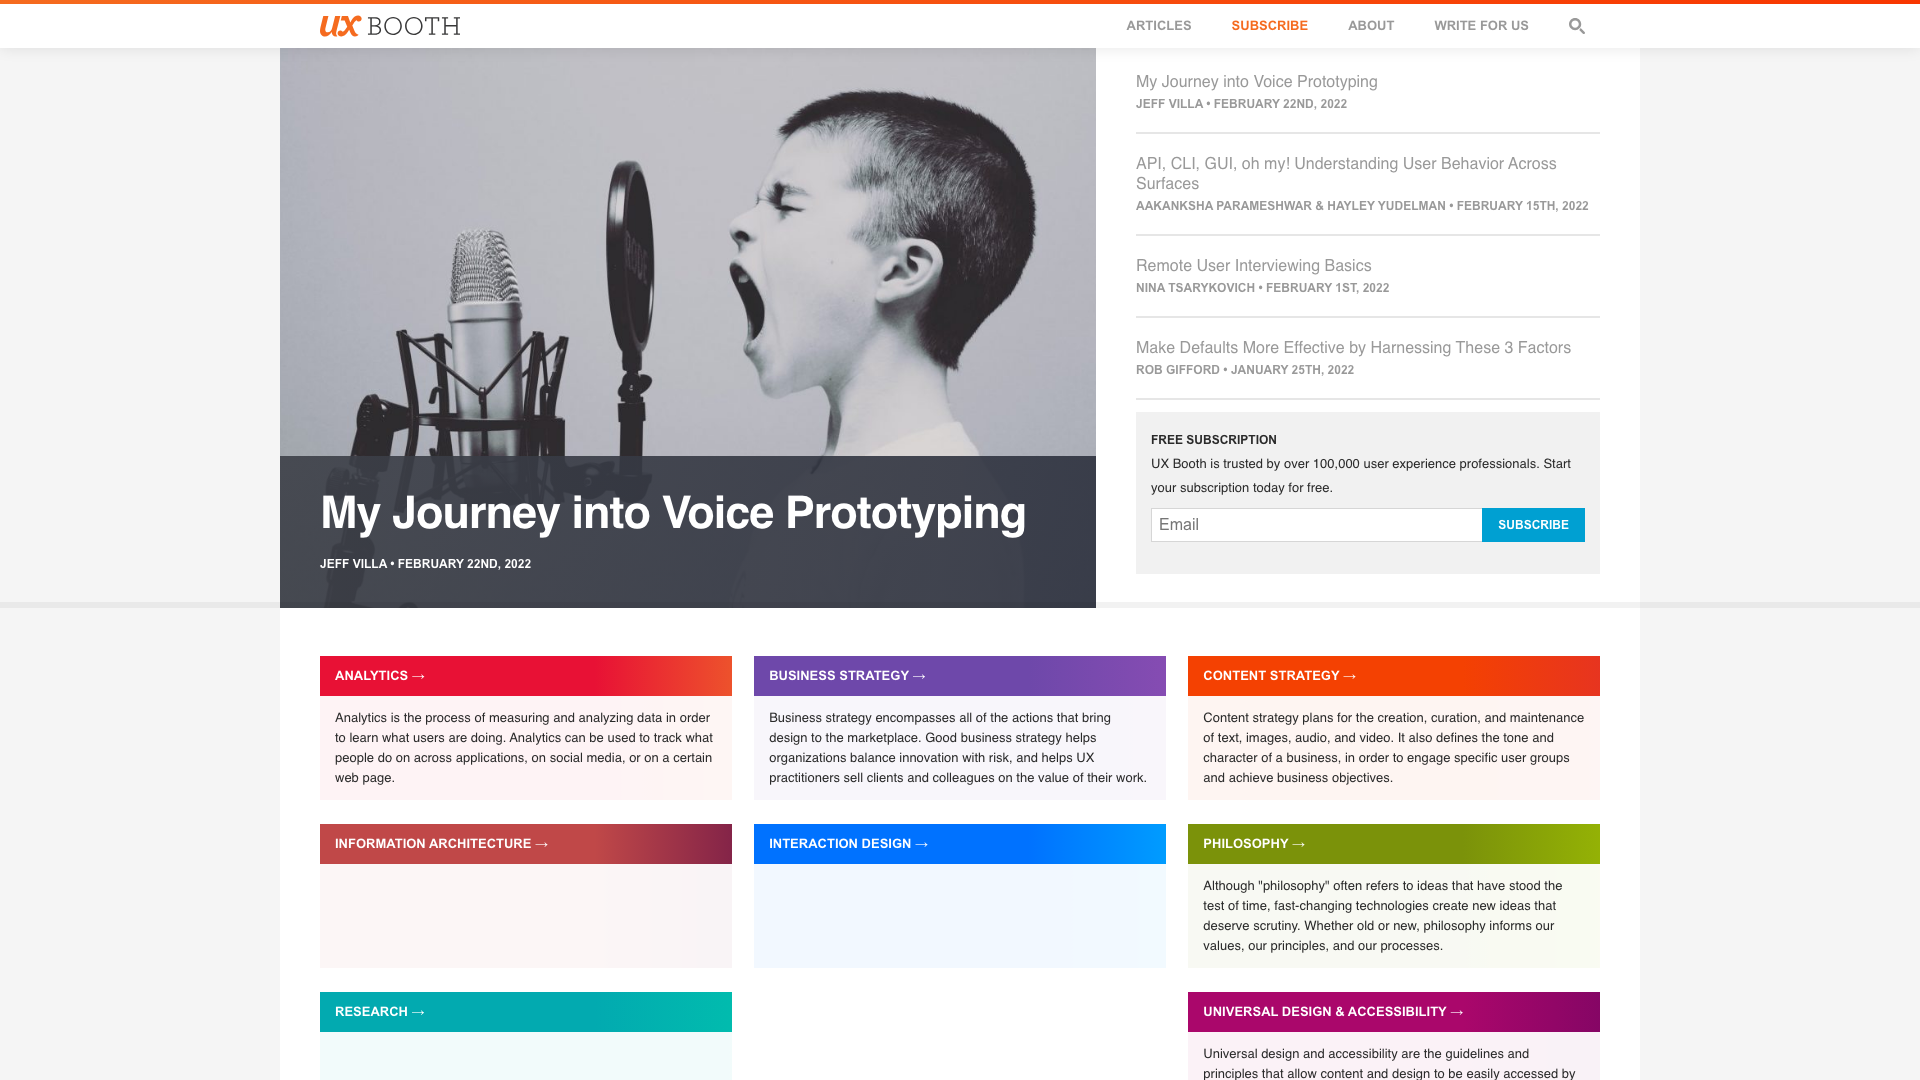 UX BOOTH
ARTICLES
SUBSCRIBE
ABOUT
WRITE FOR US
My Journey into Voice Prototyping
JEFF VILLA • FEBRUARY 22ND, 2022
My Journey into Voice Prototyping
JEFF VILLA • FEBRUARY 22ND, 2022
API, CLI, GUI, oh my! Understanding User Behavior Across
Surfaces
AAKANKSHA PARAMESHWAR & HAYLEY YUDELMAN • FEBRUARY 15TH, 2022
Remote User Interviewing Basics
NINA TSARYKOVICH • FEBRUARY 1ST, 2022
Make Defaults More Effective by Harnessing These 3 Factors
ROB GIFFORD • JANUARY 25TH, 2022
FREE SUBSCRIPTION
UX Booth is trusted by over 100,000 user experience professionals. Start
your subscription today for free.
Email
SUBSCRIBE
ANALYTICS →
Analytics is the process of measuring and analyzing data in order
to learn what users are doing. Analytics can be used to track what
people do on across applications, on social media, or on a certain
web page.
BUSINESS STRATEGY →
Business strategy encompasses all of the actions that bring
design to the marketplace. Good business strategy helps
organizations balance innovation with risk, and helps UX
practitioners sell clients and colleagues on the value of their work.
CONTENT STRATEGY →
Content strategy plans for the creation, curation, and maintenance
of text, images, audio, and video. It also defines the tone and
character of a business, in order to engage specific user groups
and achieve business objectives.
INFORMATION ARCHITECTURE →
INTERACTION DESIGN →
PHILOSOPHY →
Although "philosophy" often refers to ideas that have stood the
test of time, fast-changing technologies create new ideas that
deserve scrutiny. Whether old or new, philosophy informs our
values, our principles, and our processes.
RESEARCH →
UNIVERSAL DESIGN & ACCESSIBILITY →
Universal design and accessibility are the guidelines and
principles that allow content and design to be easily accessed by